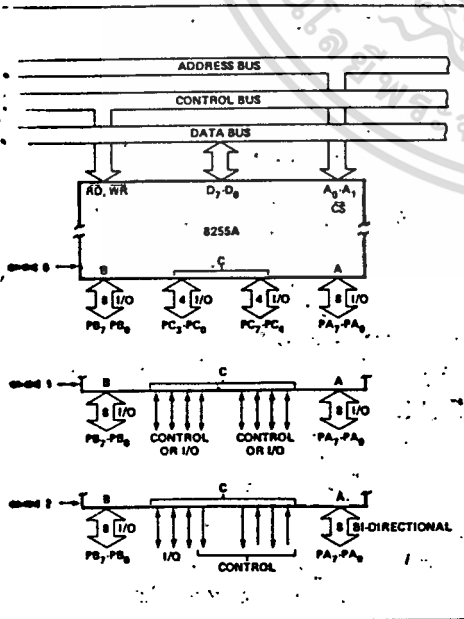 ADDRESS BUS
CONTROL BUS
DATA BUS
RD, WR D7-D0 A0-A1
CS
8255A
B C A
8 I/O 4 I/O 4 I/O 8 I/O
PB7-PB0 PC3-PC0 PC7-PC4 PA7-PA0
1 B C A
8 I/O 8 I/O
CONTROL OR I/O CONTROL OR I/O
PB7-PB0 PA7-PA0
2 B C A
8 I/O 8 BI-DIRECTIONAL
PB7-PB0 I/O CONTROL PA7-PA0